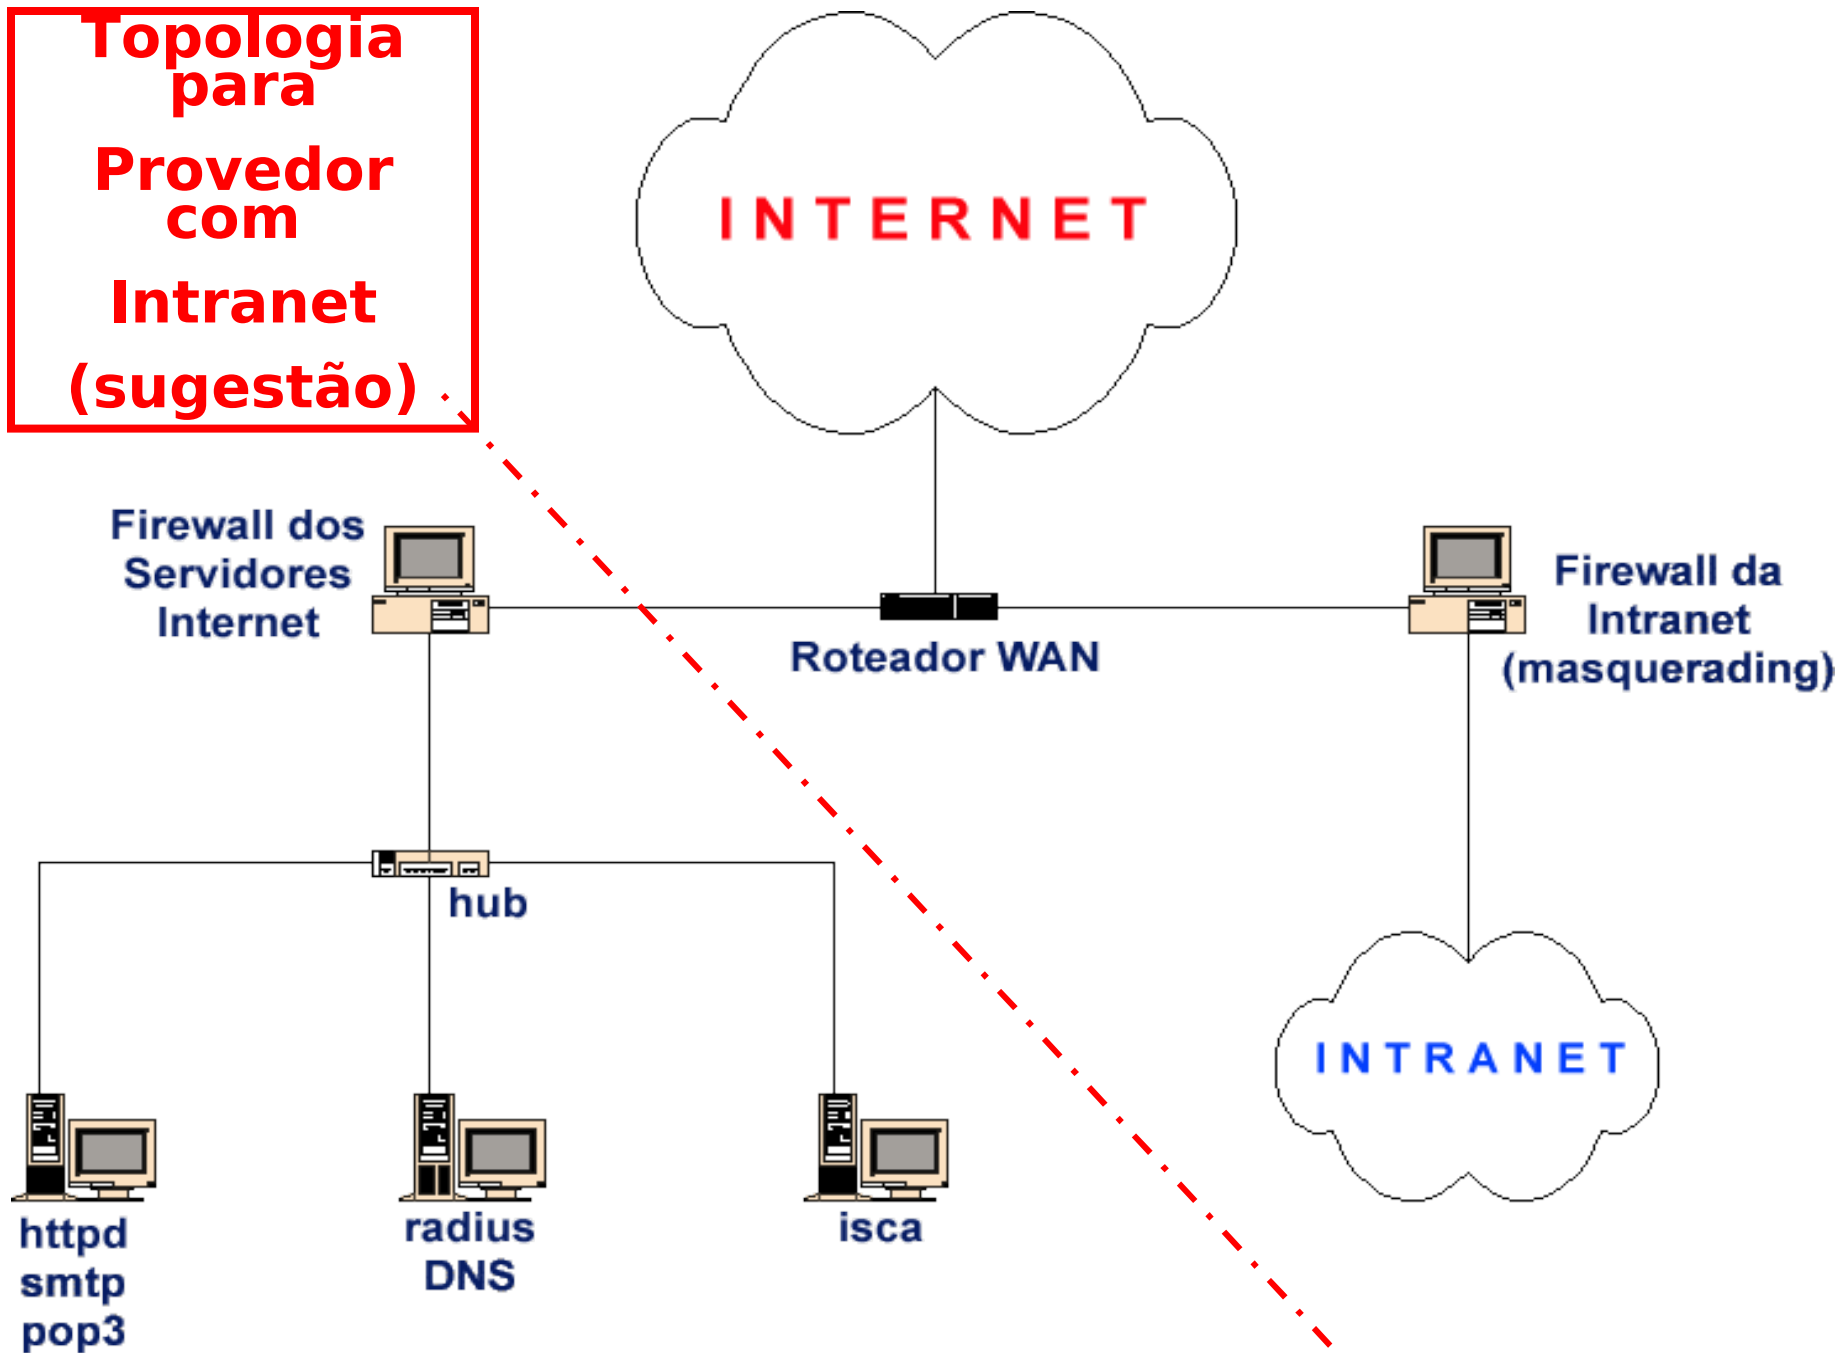 Topologia
para
Provedor
com
Intranet
(sugestão)
INTERNET
Firewall dos
Servidores
Internet
Roteador WAN
Firewall da
Intranet
(masquerading)
hub
INTRANET
httpd
smtp
pop3
radius
DNS
isca